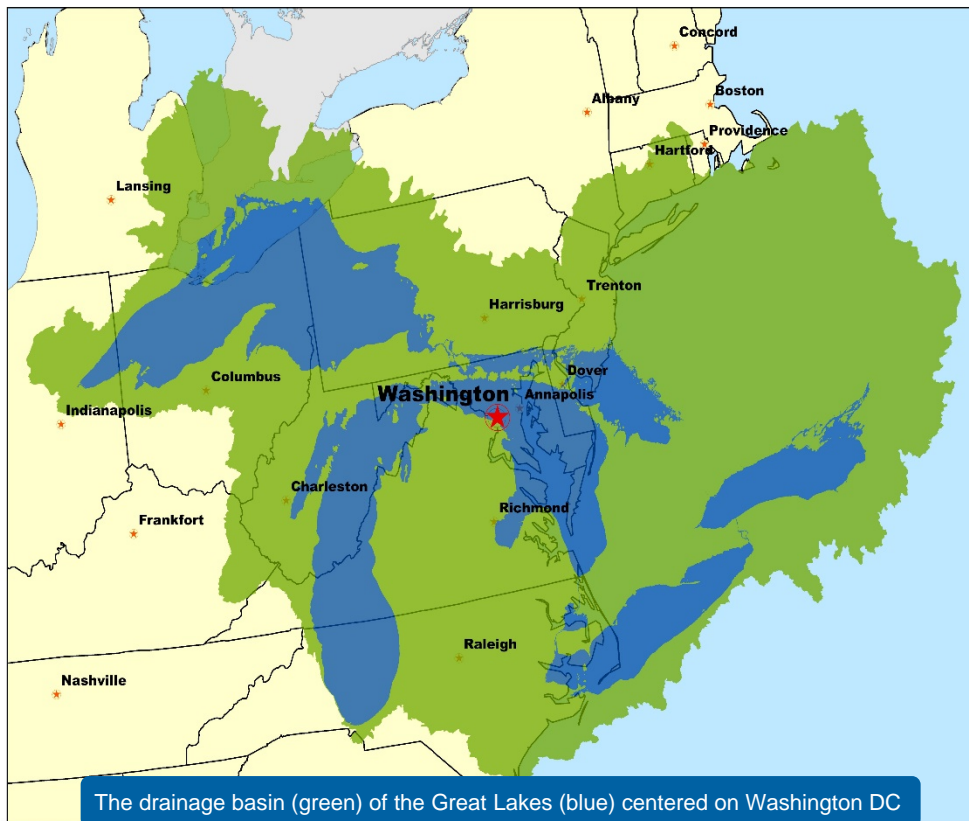 Concord
Albany
Boston
Providence
Hartford
Lansing
Trenton
Harrisburg
Dover
Columbus
Washington
Annapolis
Indianapolis
Charleston
Richmond
Frankfort
Raleigh
Nashville
The drainage basin (green) of the Great Lakes (blue) centered on Washington DC